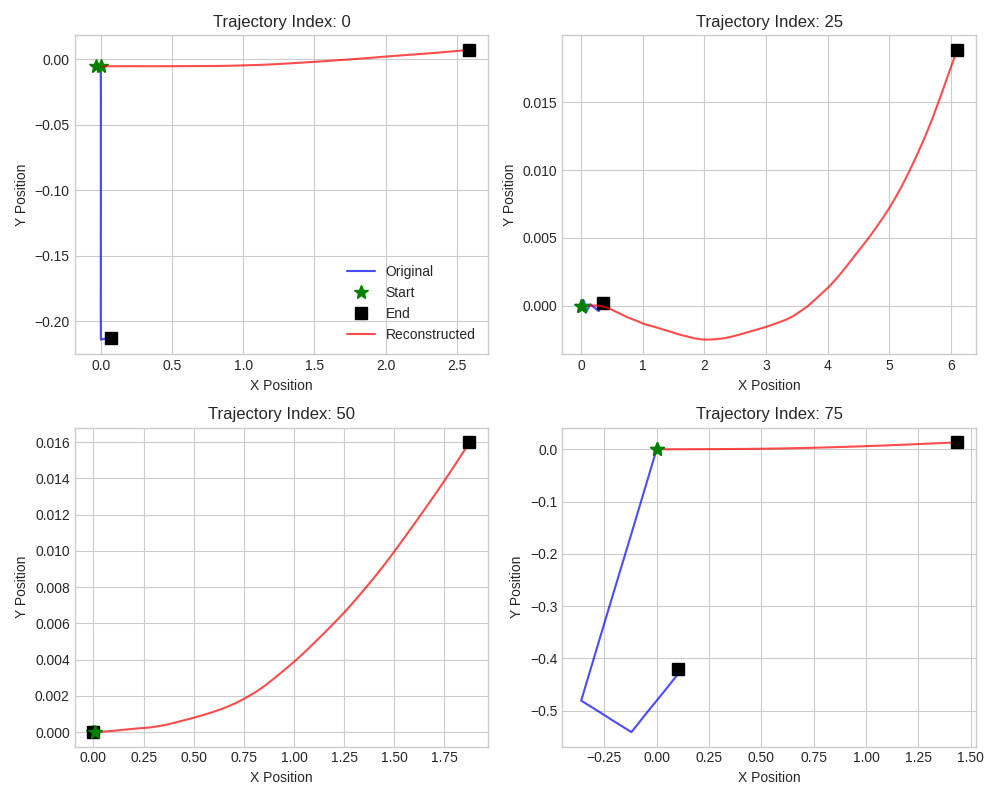 Trajectory Index: 0
0.00
−0.05
−0.10
−0.15
−0.20
Y Position
0.0 0.5 1.0 1.5 2.0 2.5
X Position
Original
Start
End
Reconstructed
Trajectory Index: 25
0.015
0.010
0.005
0.000
Y Position
0 1 2 3 4 5 6
X Position
Trajectory Index: 50
0.016
0.014
0.012
0.010
0.008
0.006
0.004
0.002
0.000
Y Position
0.00 0.25 0.50 0.75 1.00 1.25 1.50 1.75
X Position
Trajectory Index: 75
0.0
−0.1
−0.2
−0.3
−0.4
−0.5
Y Position
−0.25 0.00 0.25 0.50 0.75 1.00 1.25 1.50
X Position